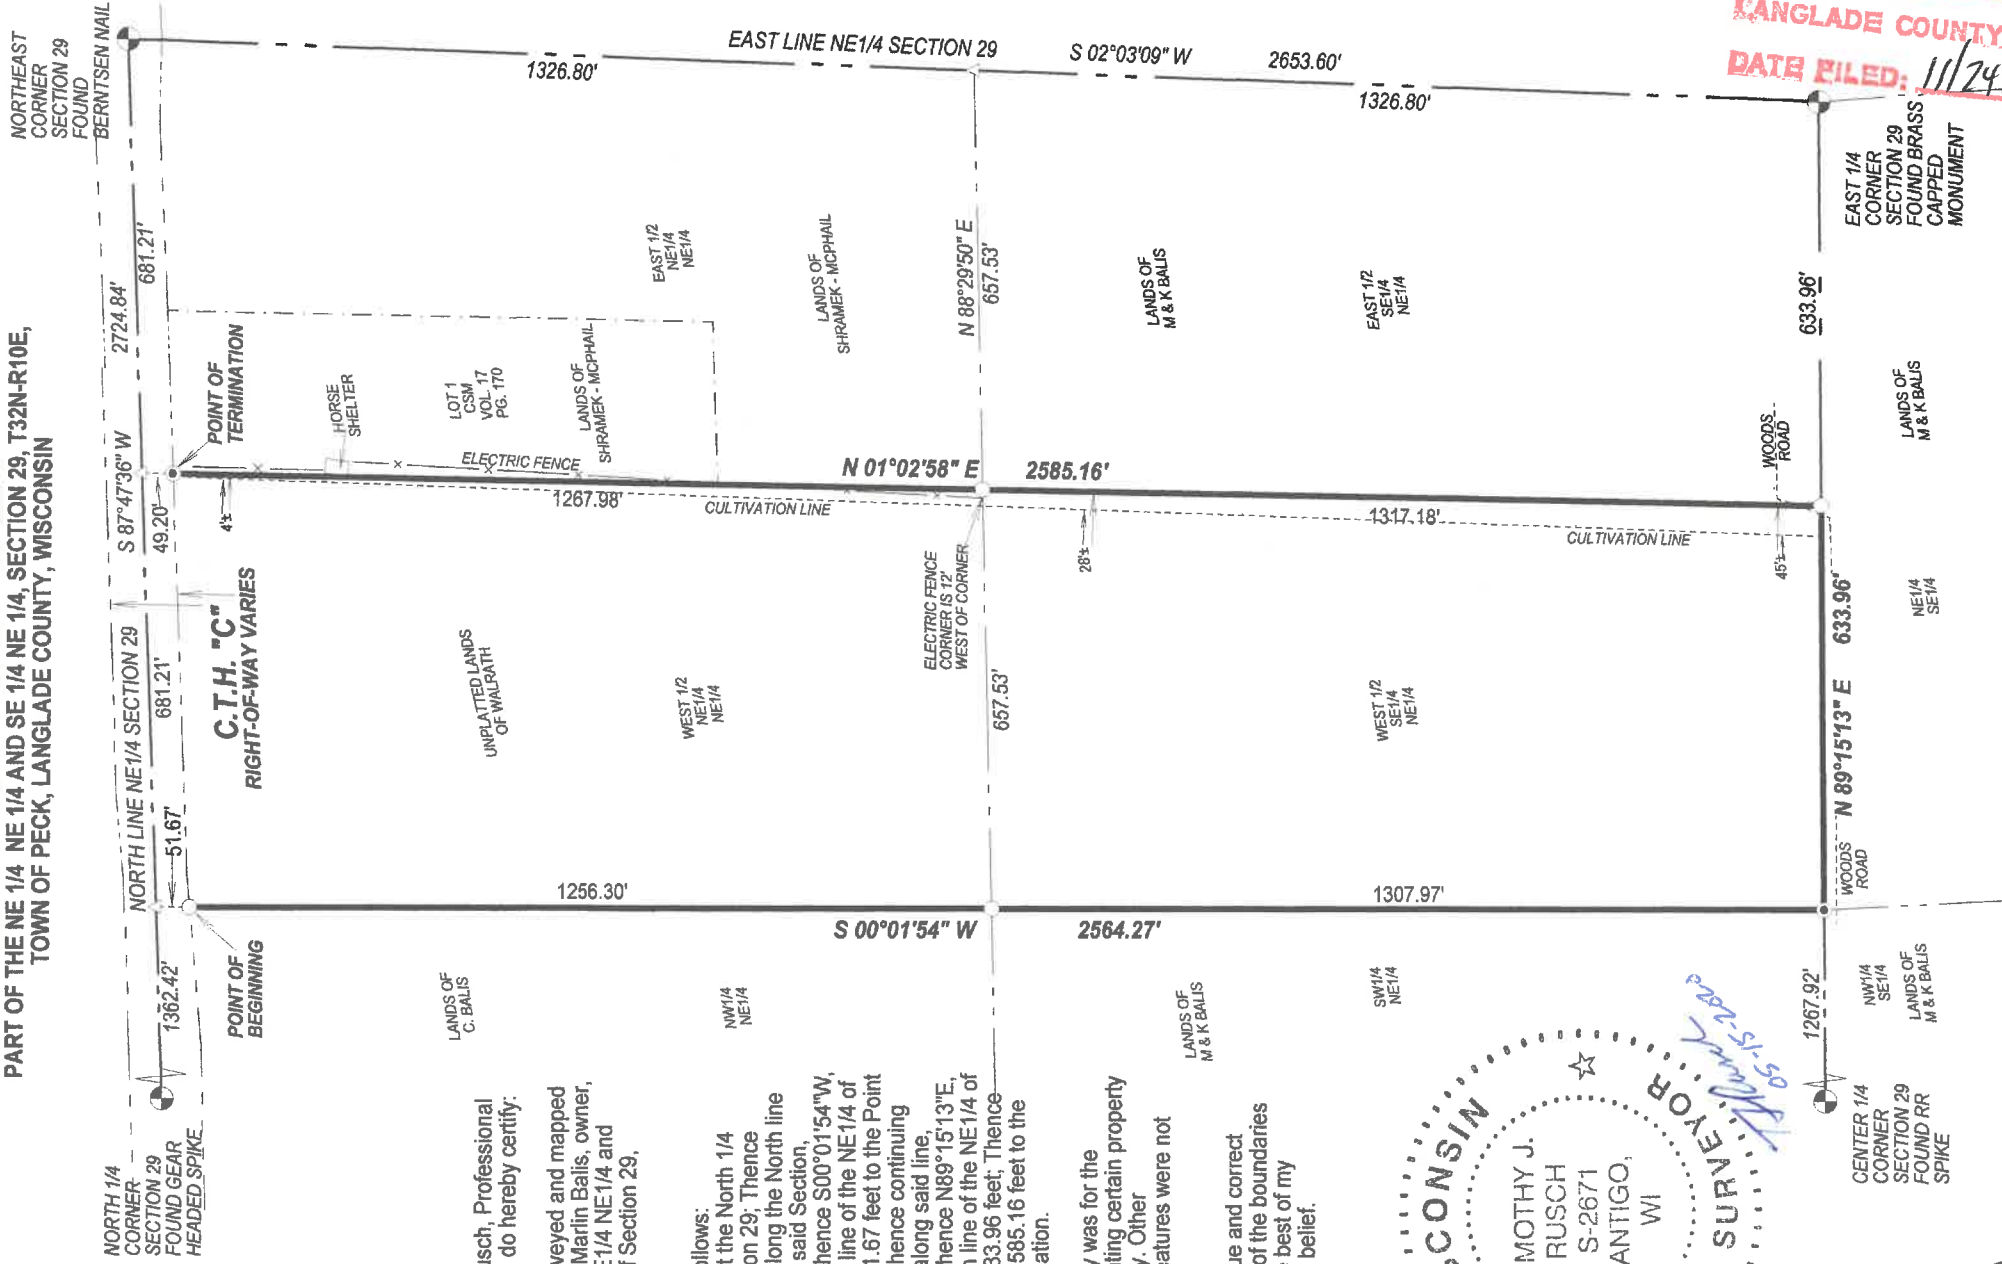 PART OF THE NE 1/4 NE 1/4 AND SE 1/4 NE 1/4, SECTION 29, T32N-R10E,
TOWN OF PECK, LANGLADE COUNTY, WISCONSIN
LANGLADE COUNTY
DATE FILED: 11/24
NORTH 1/4
CORNER
SECTION 29
FOUND GEAR
HEADED SPIKE
1362.42'
NORTH LINE NE1/4 SECTION 29
51.67'
681.21'
S 87°47'36" W
2724.84'
49.20'
681.21'
NORTHEAST
CORNER
SECTION 29
FOUND
BERNTSEN NAIL
C.T.H. "C"
RIGHT-OF-WAY VARIES
POINT OF
BEGINNING
POINT OF
TERMINATION
4'±
HORSE
SHELTER
LOT 1
CSM
VOL. 17
PG. 170
LANDS OF
SHRAMEK - MCPHAIL
ELECTRIC FENCE
1267.98'
CULTIVATION LINE
N 01°02'58" E
2585.16'
EAST LINE NE1/4 SECTION 29
S 02°03'09" W
2653.60'
1326.80'
1326.80'
EAST 1/2
NE1/4
NE1/4
LANDS OF
SHRAMEK - MCPHAIL
N 88°29'50" E
657.53'
LANDS OF
M & K BALIS
EAST 1/2
SE1/4
NE1/4
UNPLATTED LANDS
OF WALRATH
WEST 1/2
NE1/4
NE1/4
ELECTRIC FENCE
CORNER IS 12'
WEST OF CORNER
657.53'
28'±
1317.18'
CULTIVATION LINE
45'±
WOODS
ROAD
WEST 1/2
SE1/4
NE1/4
1256.30'
S 00°01'54" W
2564.27'
1307.97'
LANDS OF
C. BALIS
NW1/4
NE1/4
LANDS OF
M & K BALIS
SW1/4
NE1/4
1267.92'
WOODS
ROAD
N 89°15'13" E
633.96'
633.96'
EAST 1/4
CORNER
SECTION 29
FOUND BRASS
CAPPED
MONUMENT
CENTER 1/4
CORNER
SECTION 29
FOUND RR
SPIKE
NW1/4
SE1/4
LANDS OF
M & K BALIS
NE1/4
SE1/4
LANDS OF
M & K BALIS
usch, Professional
do hereby certify:
veyed and mapped
Marlin Balis, owner,
E1/4 NE1/4 and
f Section 29,
ollows:
t the North 1/4
on 29; Thence
long the North line
said Section,
hence S00°01'54"W,
line of the NE1/4 of
1.67 feet to the Point
hence continuing
along said line,
hence N89°15'13"E,
h line of the NE1/4 of
33.96 feet; Thence
585.16 feet to the
ation.
y was for the
ting certain property
y. Other
eatures were not
ue and correct
of the boundaries
best of my
belief.
SCONSIN
MOTHY J.
RUSCH
S-2671
ANTIGO,
WI
SURVEYOR
09-15-2020